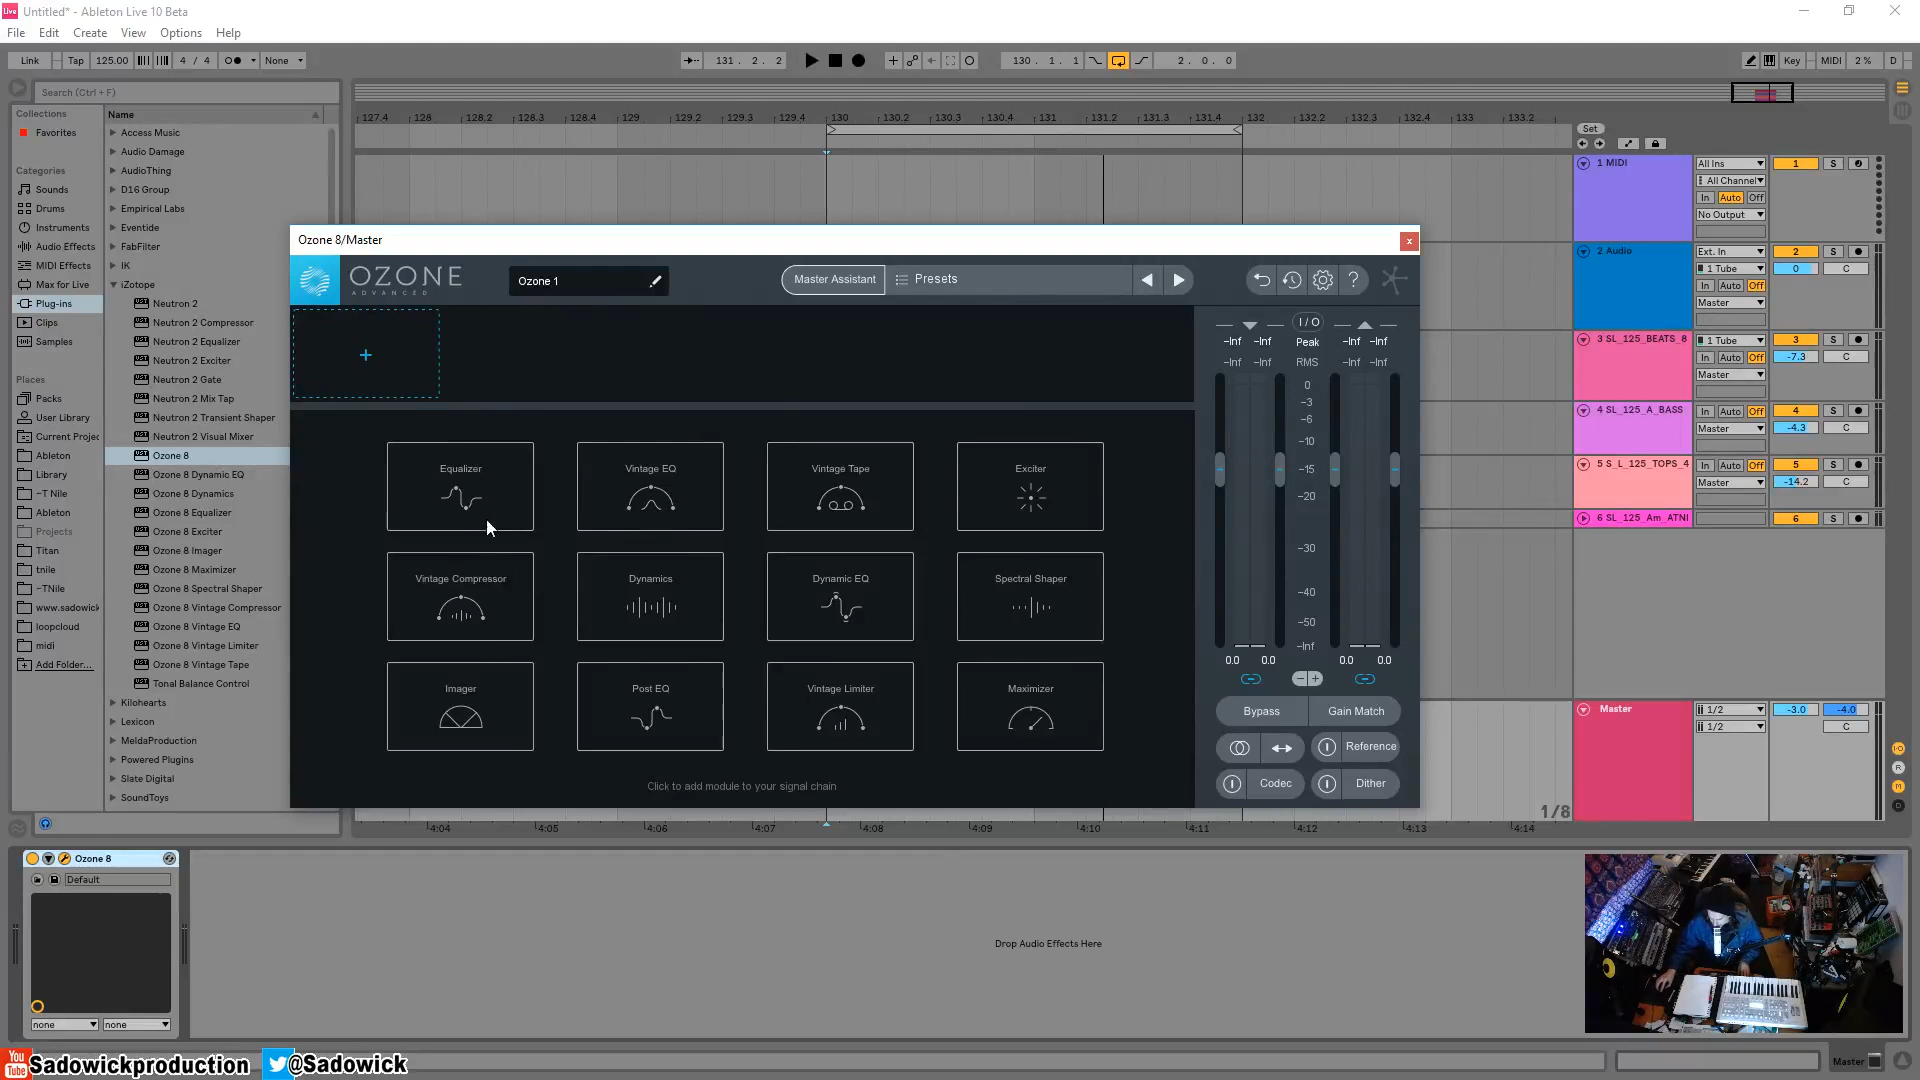 Live Untitled* - Ableton Live 10 Beta
File Edit Create View Options Help
Link Tap 125.00 4 / 4 None 131. 2. 2 130. 1. 1 2. 0. 0 Key MIDI 2 % D
Search (Ctrl + F)
Collections
Favorites
Categories
Sounds
Drums
Instruments
Audio Effects
MIDI Effects
Max for Live
Plug-ins
Clips
Samples
Places
Packs
User Library
Current Projec
Ableton
Library
~T Nile
Ableton
Projects
Titan
tnile
~TNile
www.sadowick
loopcloud
midi
Add Folder...
Name
Access Music
Audio Damage
AudioThing
D16 Group
Empirical Labs
Eventide
FabFilter
IK
iZotope
Neutron 2
Neutron 2 Compressor
Neutron 2 Equalizer
Neutron 2 Exciter
Neutron 2 Gate
Neutron 2 Mix Tap
Neutron 2 Transient Shaper
Neutron 2 Visual Mixer
Ozone 8
Ozone 8 Dynamic EQ
Ozone 8 Dynamics
Ozone 8 Equalizer
Ozone 8 Exciter
Ozone 8 Imager
Ozone 8 Maximizer
Ozone 8 Spectral Shaper
Ozone 8 Vintage Compressor
Ozone 8 Vintage EQ
Ozone 8 Vintage Limiter
Ozone 8 Vintage Tape
Tonal Balance Control
Kilohearts
Lexicon
MeldaProduction
Powered Plugins
Slate Digital
SoundToys
127.4 128 128.2 128.3 128.4 129 129.2 129.3 129.4 130 130.2 130.3 130.4 131 131.2 131.3 131.4 132 132.2 132.3 132.4 133 133.2
Set
Ozone 8/Master x
OZONE
ADVANCED
Ozone 1
Master Assistant Presets ?
+
Equalizer Vintage EQ Vintage Tape Exciter
Vintage Compressor Dynamics Dynamic EQ Spectral Shaper
Imager Post EQ Vintage Limiter Maximizer
Click to add module to your signal chain
I / O
-Inf -Inf Peak -Inf -Inf
-Inf -Inf RMS -Inf -Inf
0
-3
-6
-10
-15
-20
-30
-40
-50
-Inf
0.0 0.0 0.0 0.0
Bypass Gain Match
Reference
Codec Dither
1 MIDI All Ins 1 S
All Channel
In Auto Off
No Output
2 Audio Ext. In 2 S
1 Tube 0 C
In Auto Off
Master
3 SL_125_BEATS_8 1 Tube 3 S
In Auto Off -7.3 C
Master
4 SL_125_A_BASS In Auto Off 4 S
Master -4.3 C
5 S_L_125_TOPS_4 In Auto Off 5 S
Master -14.2 C
6 SL_125_Am_ATNI 6 S
Master 1/2 -3.0 -4.0
1/2 C
I/O
R
M
D
1/8
4:04 4:05 4:06 4:07 4:08 4:09 4:10 4:11 4:12 4:13 4:14
Ozone 8
Default
none none
Drop Audio Effects Here
You Tube Sadowickproduction @Sadowick
Master